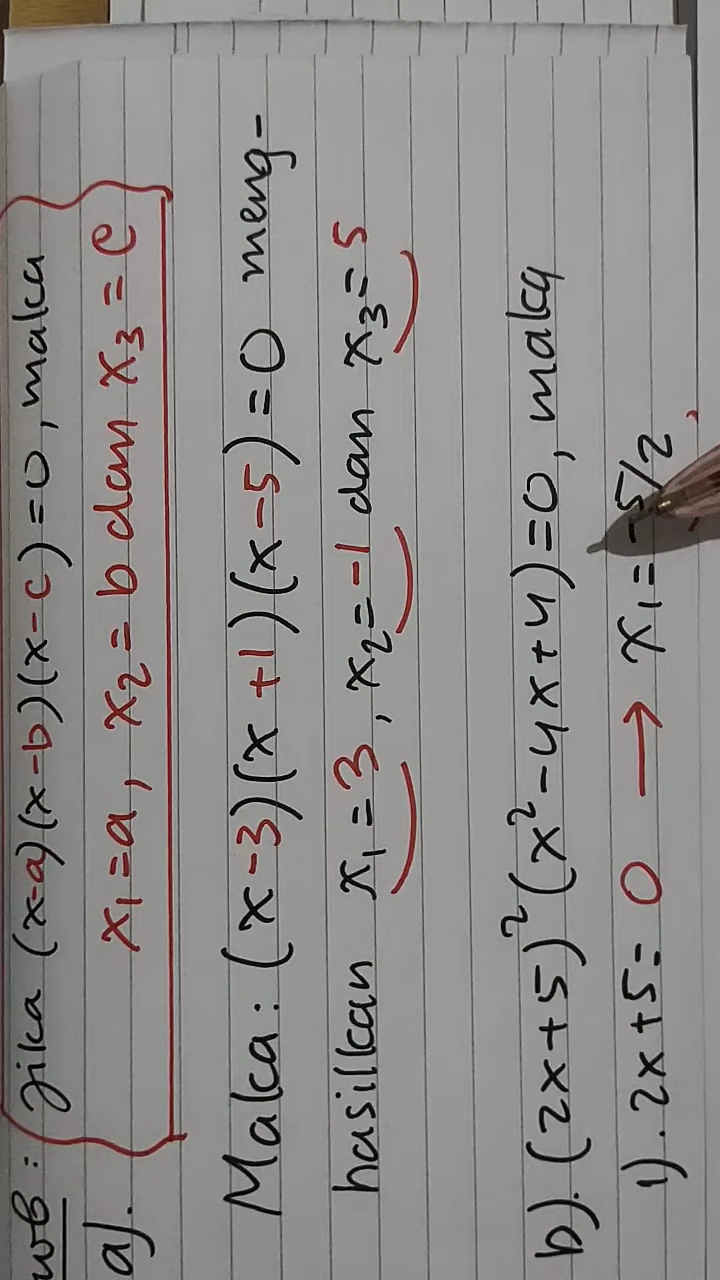 : Jika (x-a)(x-b)(x-c)=0, maka
a). x₁=a, x₂=b dan x₃=c
Maka: (x-3)(x+1)(x-5)=0 meng-
hasilkan x₁=3, x₂=-1 dan x₃=5
b). (2x+5)²(x²-4x+4)=0, maka
1). 2x+5=0 → x₁=-5/2